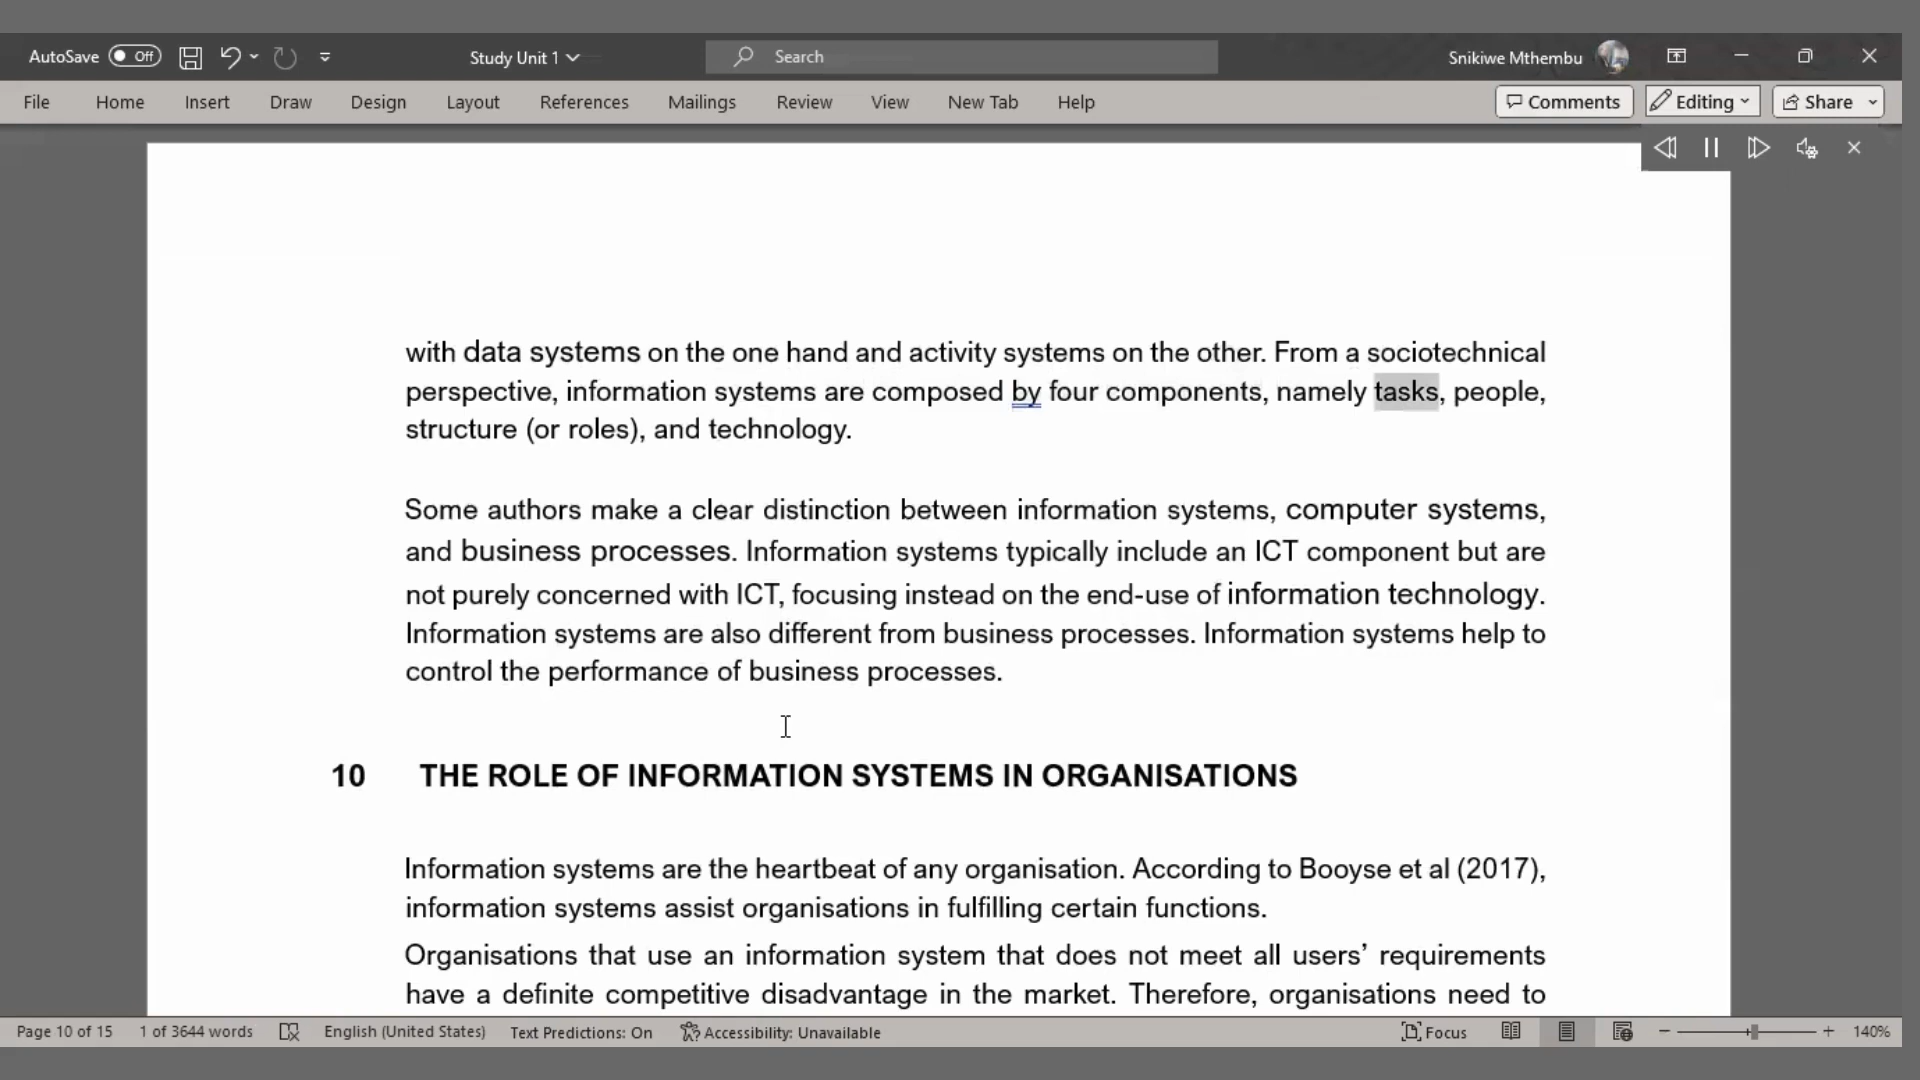 AutoSave Off Study Unit 1 Search Snikiwe Mthembu
File Home Insert Draw Design Layout References Mailings Review View New Tab Help Comments Editing Share
with data systems on the one hand and activity systems on the other. From a sociotechnical
perspective, information systems are composed by four components, namely tasks, people,
structure (or roles), and technology.
Some authors make a clear distinction between information systems, computer systems,
and business processes. Information systems typically include an ICT component but are
not purely concerned with ICT, focusing instead on the end-use of information technology.
Information systems are also different from business processes. Information systems help to
control the performance of business processes.
10 THE ROLE OF INFORMATION SYSTEMS IN ORGANISATIONS
Information systems are the heartbeat of any organisation. According to Booyse et al (2017),
information systems assist organisations in fulfilling certain functions.
Organisations that use an information system that does not meet all users’ requirements
have a definite competitive disadvantage in the market. Therefore, organisations need to
Page 10 of 15 1 of 3644 words English (United States) Text Predictions: On Accessibility: Unavailable Focus 140%